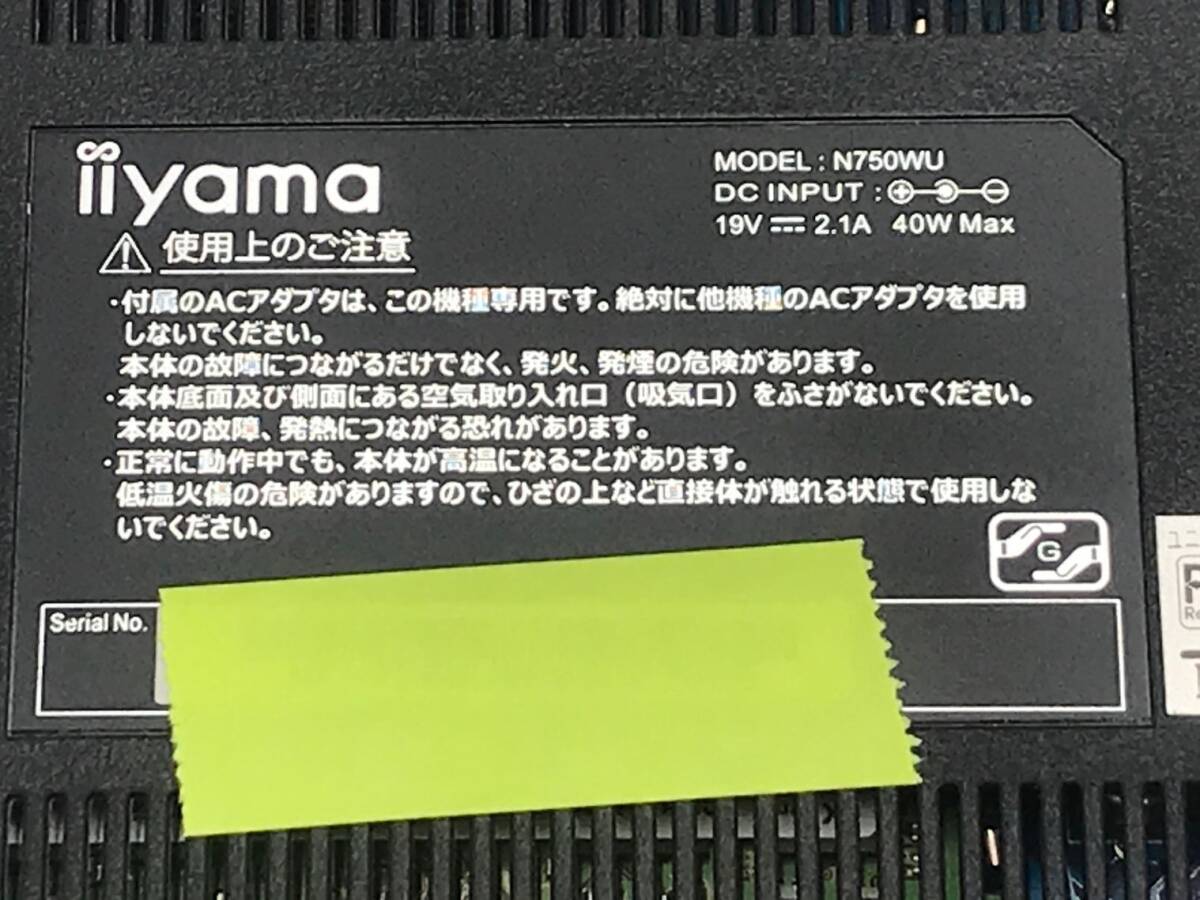 iiyama
MODEL : N750WU
DC INPUT :
19V 2.1A 40W Max
使用上のご注意
・付属のACアダプタは、この機種専用です。絶対に他機種のACアダプタを使用
しないでください。
本体の故障につながるだけでなく、発火、発煙の危険があります。
・本体底面及び側面にある空気取り入れ口（吸気口）をふさがないでください。
本体の故障、発熱につながる恐れがあります。
・正常に動作中でも、本体が高温になることがあります。
低温火傷の危険がありますので、ひざの上など直接体が触れる状態で使用しな
いでください。
G
Serial No.
ユニ
Re